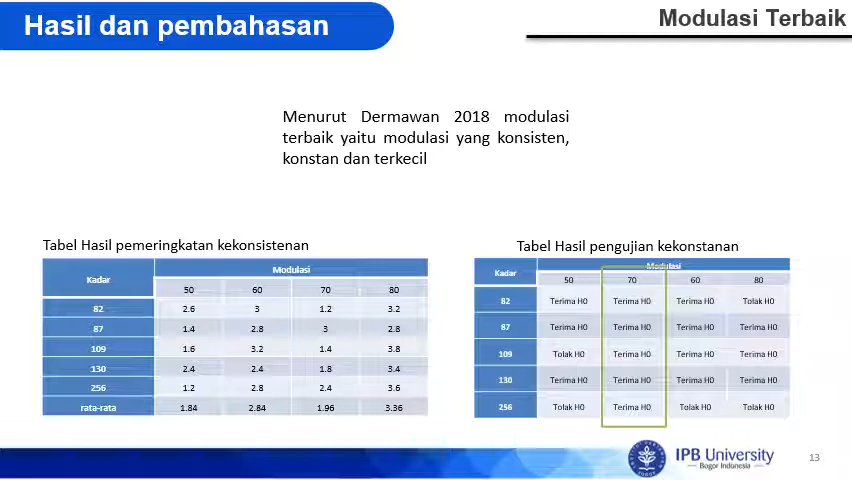 Hasil dan pembahasan
Modulasi Terbaik
Menurut Dermawan 2018 modulasi
terbaik yaitu modulasi yang konsisten,
konstan dan terkecil
Tabel Hasil pemeringkatan kekonsistenan
Kadar Modulasi
50 60 70 80
82 2.6 3 1.2 3.2
87 1.4 2.8 3 2.8
109 1.6 3.2 1.4 3.8
130 2.4 2.4 1.8 3.4
256 1.2 2.8 2.4 3.6
rata-rata 1.84 2.84 1.96 3.36
Tabel Hasil pengujian kekonstanan
Kadar Modulasi
50 70 60 80
82 Terima H0 Terima H0 Terima H0 Tolak H0
87 Terima H0 Terima H0 Terima H0 Terima H0
109 Tolak H0 Terima H0 Terima H0 Terima H0
130 Terima H0 Terima H0 Terima H0 Terima H0
256 Tolak H0 Terima H0 Tolak H0 Tolak H0
IPB University
Bogor Indonesia
13